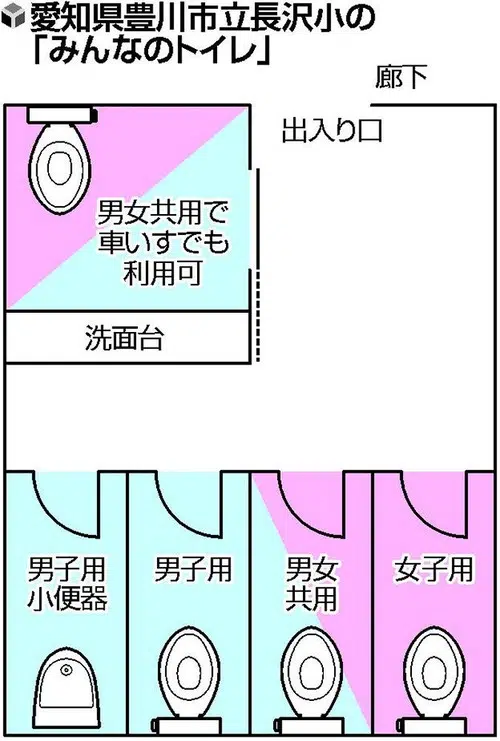 愛知県豊川市立長沢小の
「みんなのトイレ」
廊下
出入り口
男女共用で
車いすでも
利用可
洗面台
男子用
小便器
男子用
男女
共用
女子用